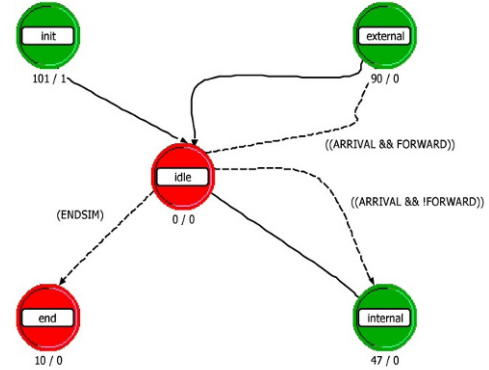 init
external
101 / 1
90 / 0
((ARRIVAL && FORWARD))
idle
((ARRIVAL && !FORWARD))
(ENDSIM)
0 / 0
end
internal
10 / 0
47 / 0